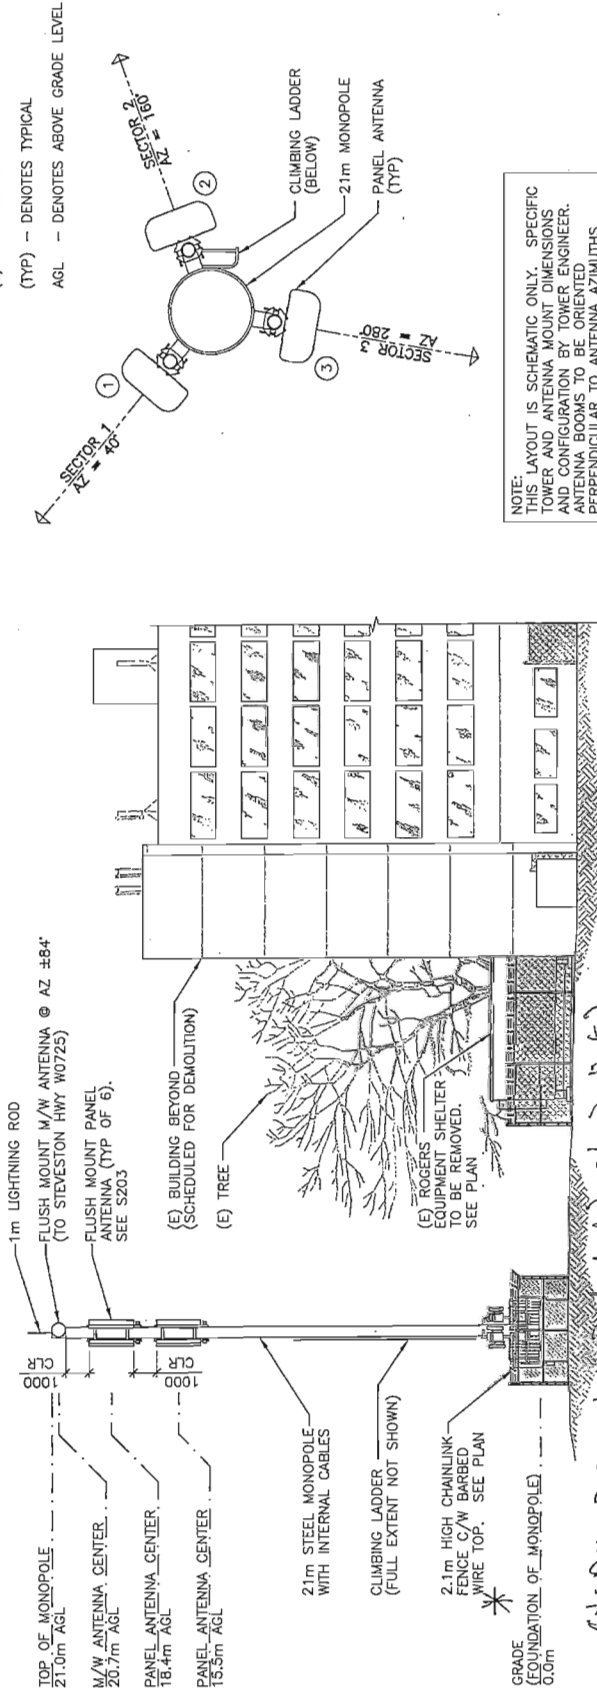 (TYP) – DENOTES TYPICAL
AGL – DENOTES ABOVE GRADE LEVEL
SECTOR 1
AZ = 40°
SECTOR 2
AZ = 160°
SECTOR 3
AZ = 280°
1
2
3
CLIMBING LADDER
(BELOW)
21m MONOPOLE
PANEL ANTENNA
(TYP)
NOTE:
THIS LAYOUT IS SCHEMATIC ONLY. SPECIFIC
TOWER AND ANTENNA MOUNT DIMENSIONS
AND CONFIGURATION BY TOWER ENGINEER.
ANTENNA BOOMS TO BE ORIENTED
PERPENDICULAR TO ANTENNA AZIMUTHS
1m LIGHTNING ROD
FLUSH MOUNT M/W ANTENNA @ AZ ±84°
(TO STEVESTON HWY W0725)
FLUSH MOUNT PANEL
ANTENNA (TYP OF 6).
SEE S203
(E) BUILDING BEYOND
(SCHEDULED FOR DEMOLITION)
(E) TREE
(E) ROGERS
EQUIPMENT SHELTER
TO BE REMOVED.
SEE PLAN
1000
CLR
1000
CLR
TOP OF MONOPOLE
21.0m AGL
M/W ANTENNA CENTER
20.7m AGL
PANEL ANTENNA CENTER
18.4m AGL
PANEL ANTENNA CENTER
15.5m AGL
21m STEEL MONOPOLE
WITH INTERNAL CABLES
CLIMBING LADDER
(FULL EXTENT NOT SHOWN)
2.1m HIGH CHAINLINK
FENCE C/W BARBED
WIRE TOP. SEE PLAN
GRADE
(FOUNDATION OF MONOPOLE)
0.0m